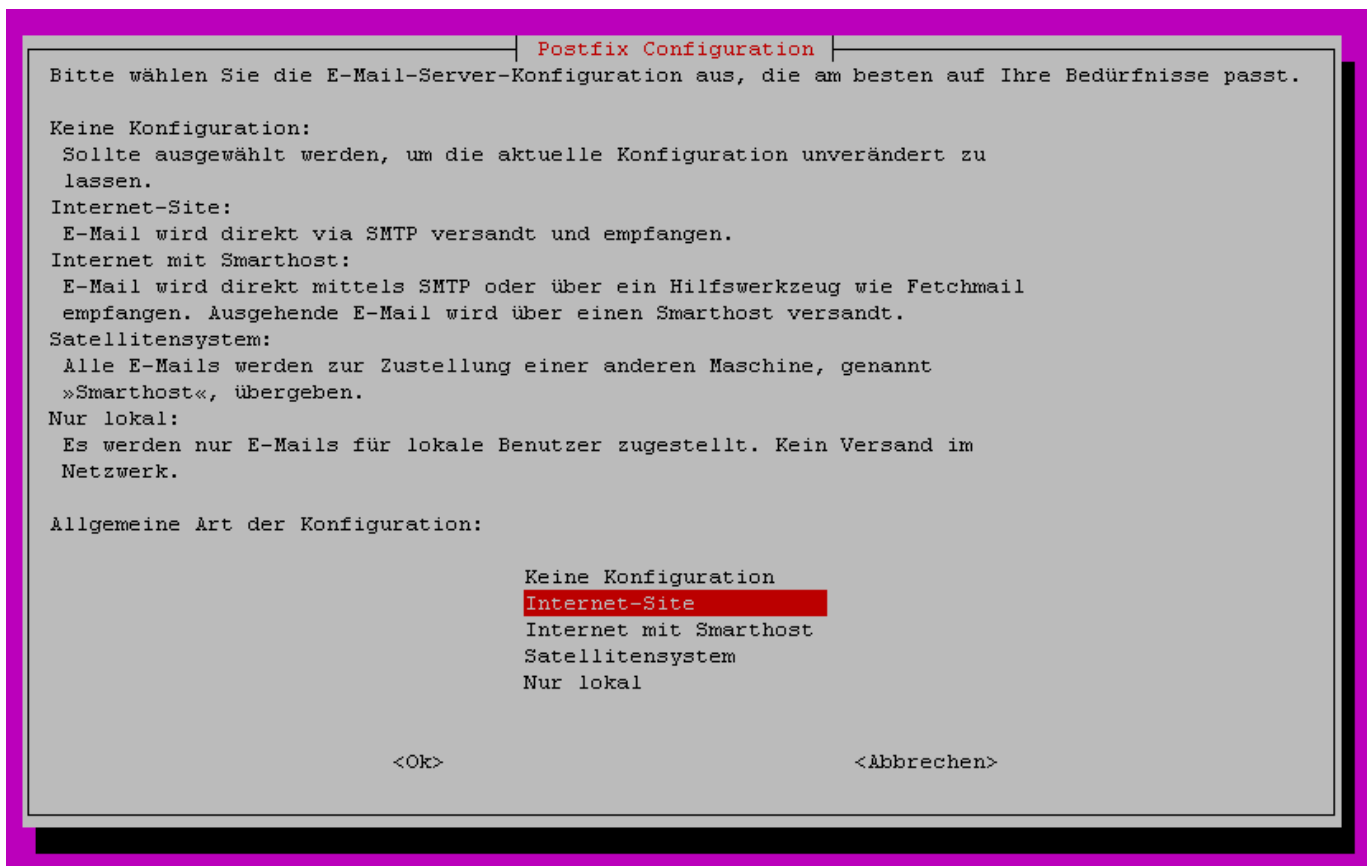 Postfix Configuration
Bitte wählen Sie die E-Mail-Server-Konfiguration aus, die am besten auf Ihre Bedürfnisse passt.
Keine Konfiguration:
Sollte ausgewählt werden, um die aktuelle Konfiguration unverändert zu
lassen.
Internet-Site:
E-Mail wird direkt via SMTP versandt und empfangen.
Internet mit Smarthost:
E-Mail wird direkt mittels SMTP oder über ein Hilfswerkzeug wie Fetchmail
empfangen. Ausgehende E-Mail wird über einen Smarthost versandt.
Satellitensystem:
Alle E-Mails werden zur Zustellung einer anderen Maschine, genannt
»Smarthost«, übergeben.
Nur lokal:
Es werden nur E-Mails für lokale Benutzer zugestellt. Kein Versand im
Netzwerk.
Allgemeine Art der Konfiguration:
Keine Konfiguration
Internet-Site
Internet mit Smarthost
Satellitensystem
Nur lokal
<Ok> <Abbrechen>